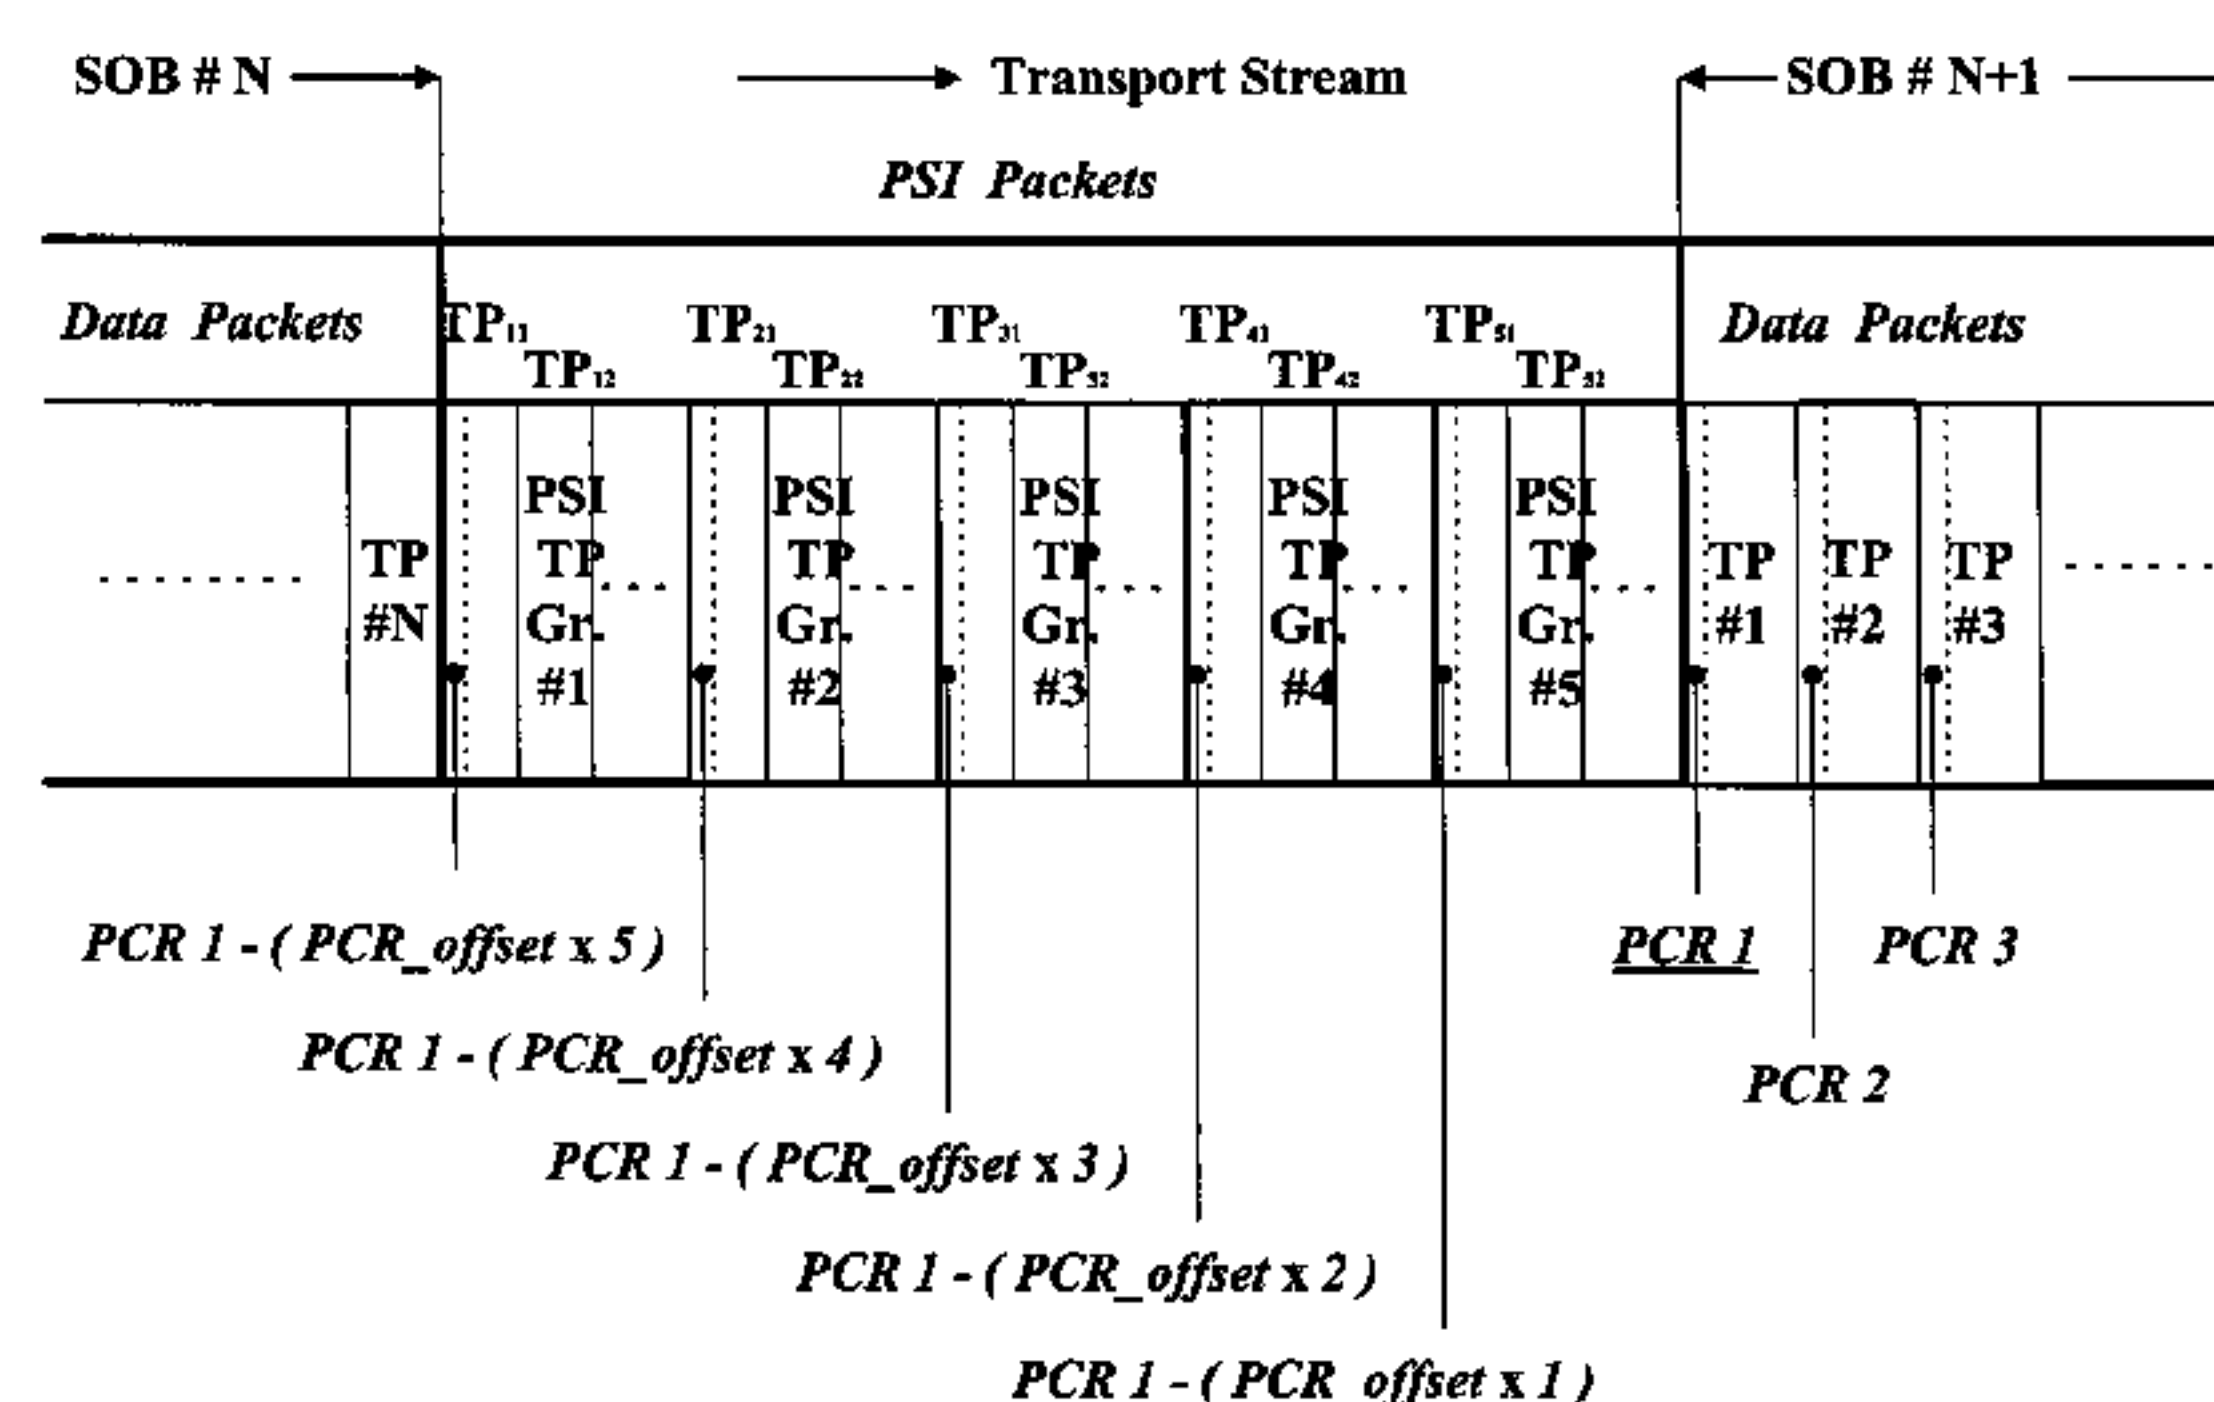 SOB # N Transport Stream SOB # N+1
PSI Packets
Data Packets TP11 TP21 TP31 TP41 TP51 Data Packets
TP12 TP22 TP32 TP42 TP52
PSI PSI PSI PSI PSI
TP TP TP TP TP TP TP TP TP
#N Gr. Gr. Gr. Gr. Gr. #1 #2 #3
#1 #2 #3 #4 #5
PCR 1 - ( PCR_offset x 5 ) PCR 1 PCR 3
PCR 1 - ( PCR_offset x 4 ) PCR 2
PCR 1 - ( PCR_offset x 3 )
PCR 1 - ( PCR_offset x 2 )
PCR 1 - ( PCR offset x 1 )